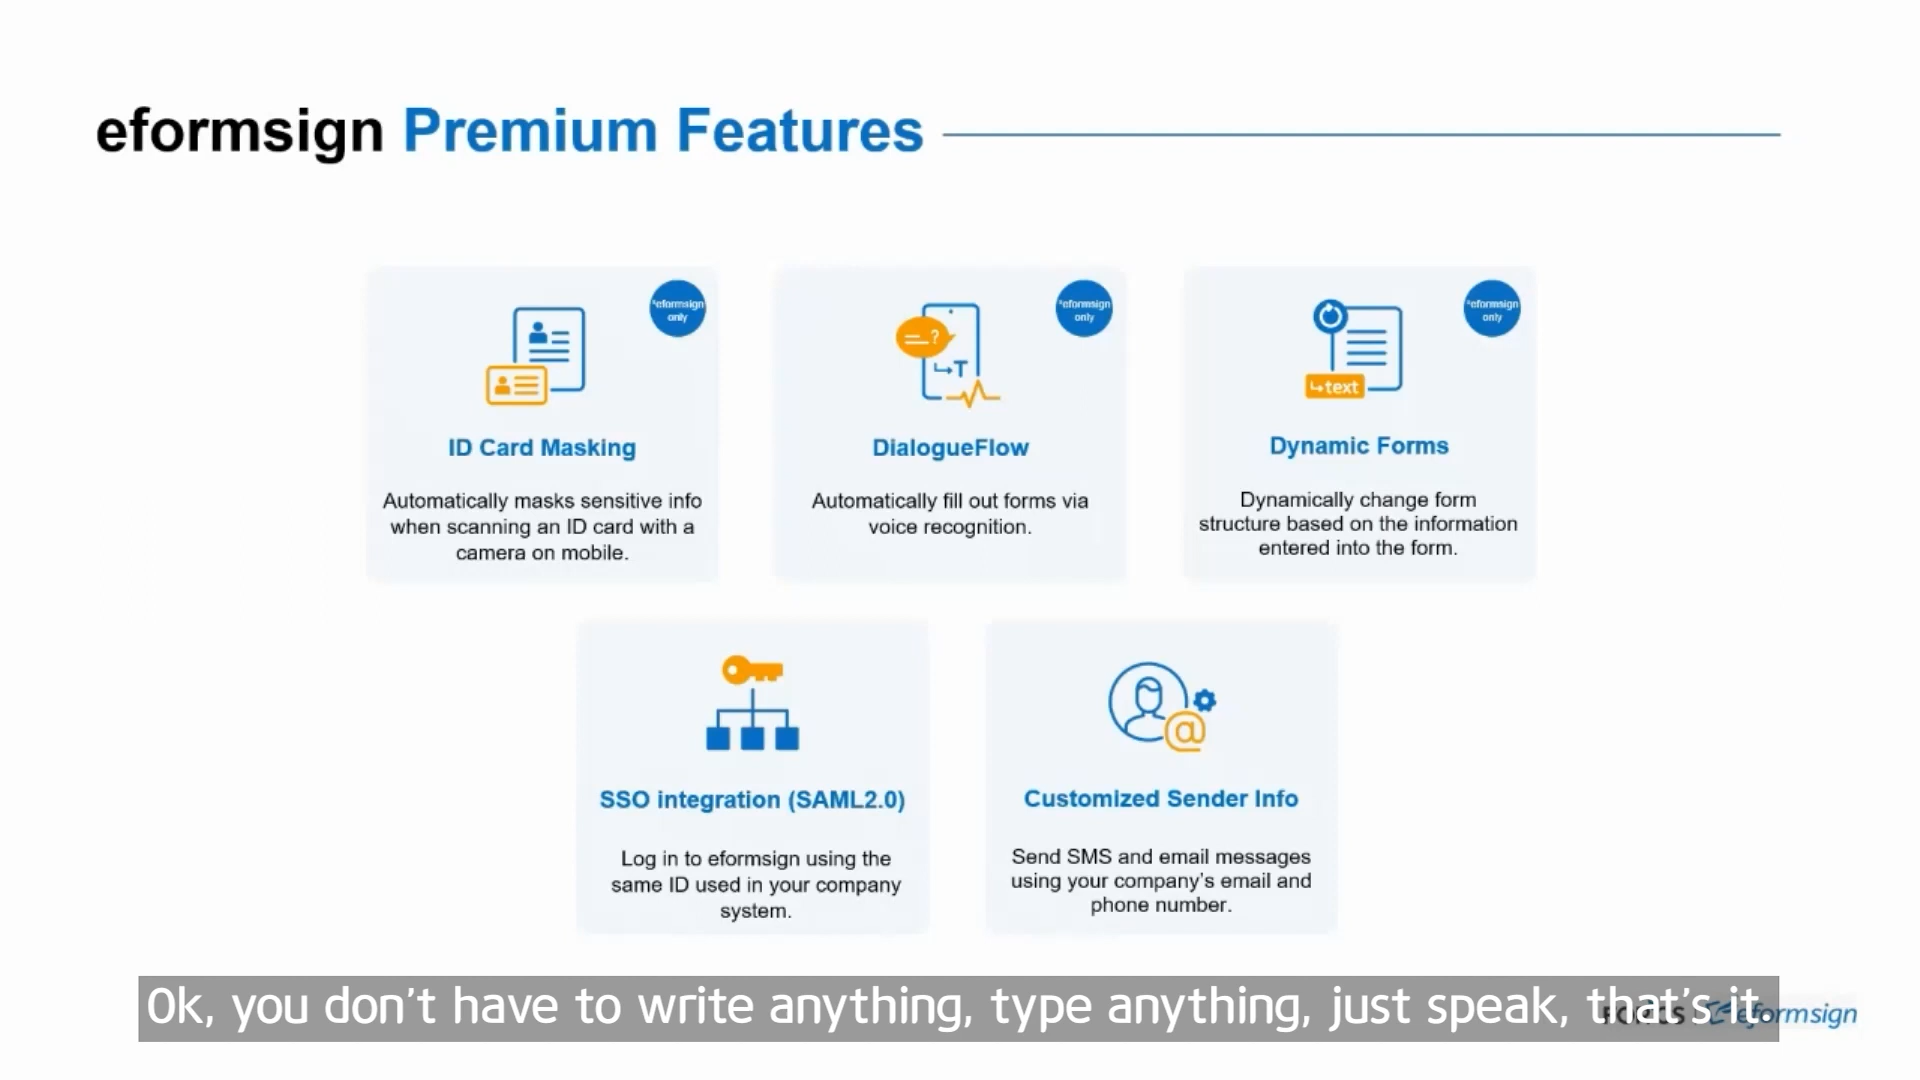 eformsign Premium Features
*eformsign
only
*eformsign
only
*eformsign
only
?
T
text
ID Card Masking
DialogueFlow
Dynamic Forms
Automatically masks sensitive info
when scanning an ID card with a
camera on mobile.
Automatically fill out forms via
voice recognition.
Dynamically change form
structure based on the information
entered into the form.
@
SSO integration (SAML2.0)
Customized Sender Info
Log in to eformsign using the
same ID used in your company
system.
Send SMS and email messages
using your company's email and
phone number.
Ok, you don't have to write anything, type anything, just speak, that's it.
eformsign